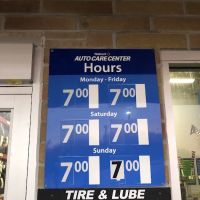 Walmart
AUTO CARE CENTER
Hours
Monday - Friday
7:00 7:00
Saturday
7:00 7:00
Sunday
7:00 7:00
TIRE & LUBE